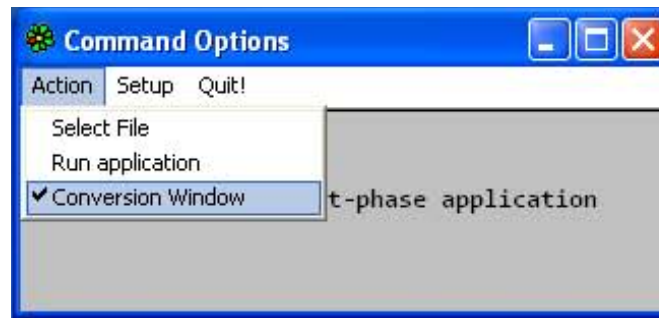 Command Options
Action Setup Quit!
Select File
Run application
Conversion Window
t-phase application